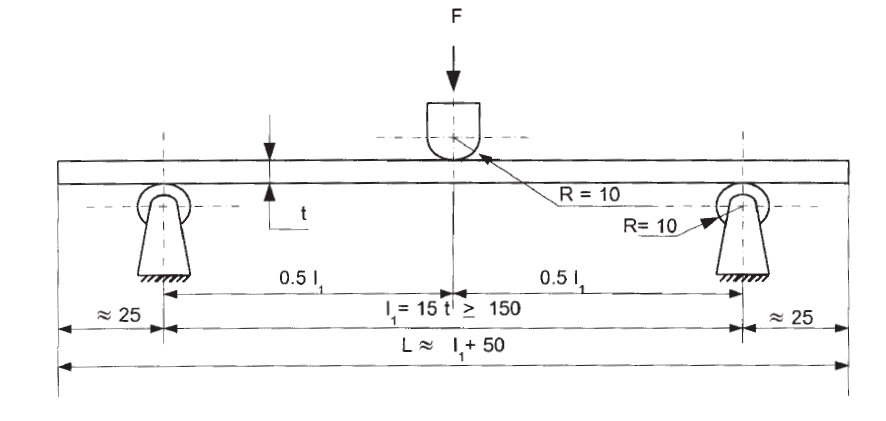 F
R = 10
t
R= 10
0.5 l₁
0.5 l₁
≈ 25
l₁= 15 t ≥ 150
≈ 25
L ≈ l₁+ 50